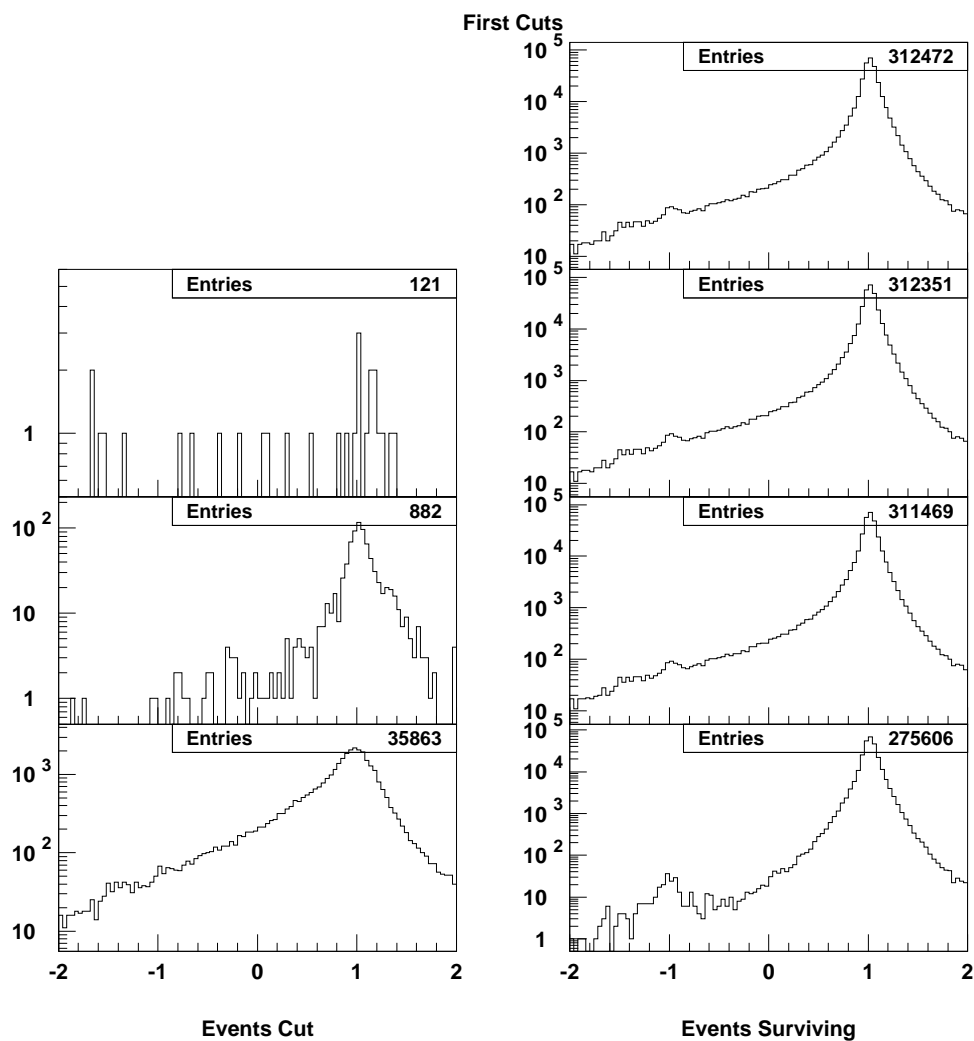 First Cuts
10^5
Entries 312472
10^4
10^3
10^2
10
Entries 121
1
10^5
Entries 312351
10^4
10^3
10^2
10
Entries 882
10^2
10
1
10^5
Entries 311469
10^4
10^3
10^2
10
Entries 35863
10^3
10^2
10
-2 -1 0 1 2
Events Cut
10^5
Entries 275606
10^4
10^3
10^2
10
1
-2 -1 0 1 2
Events Surviving